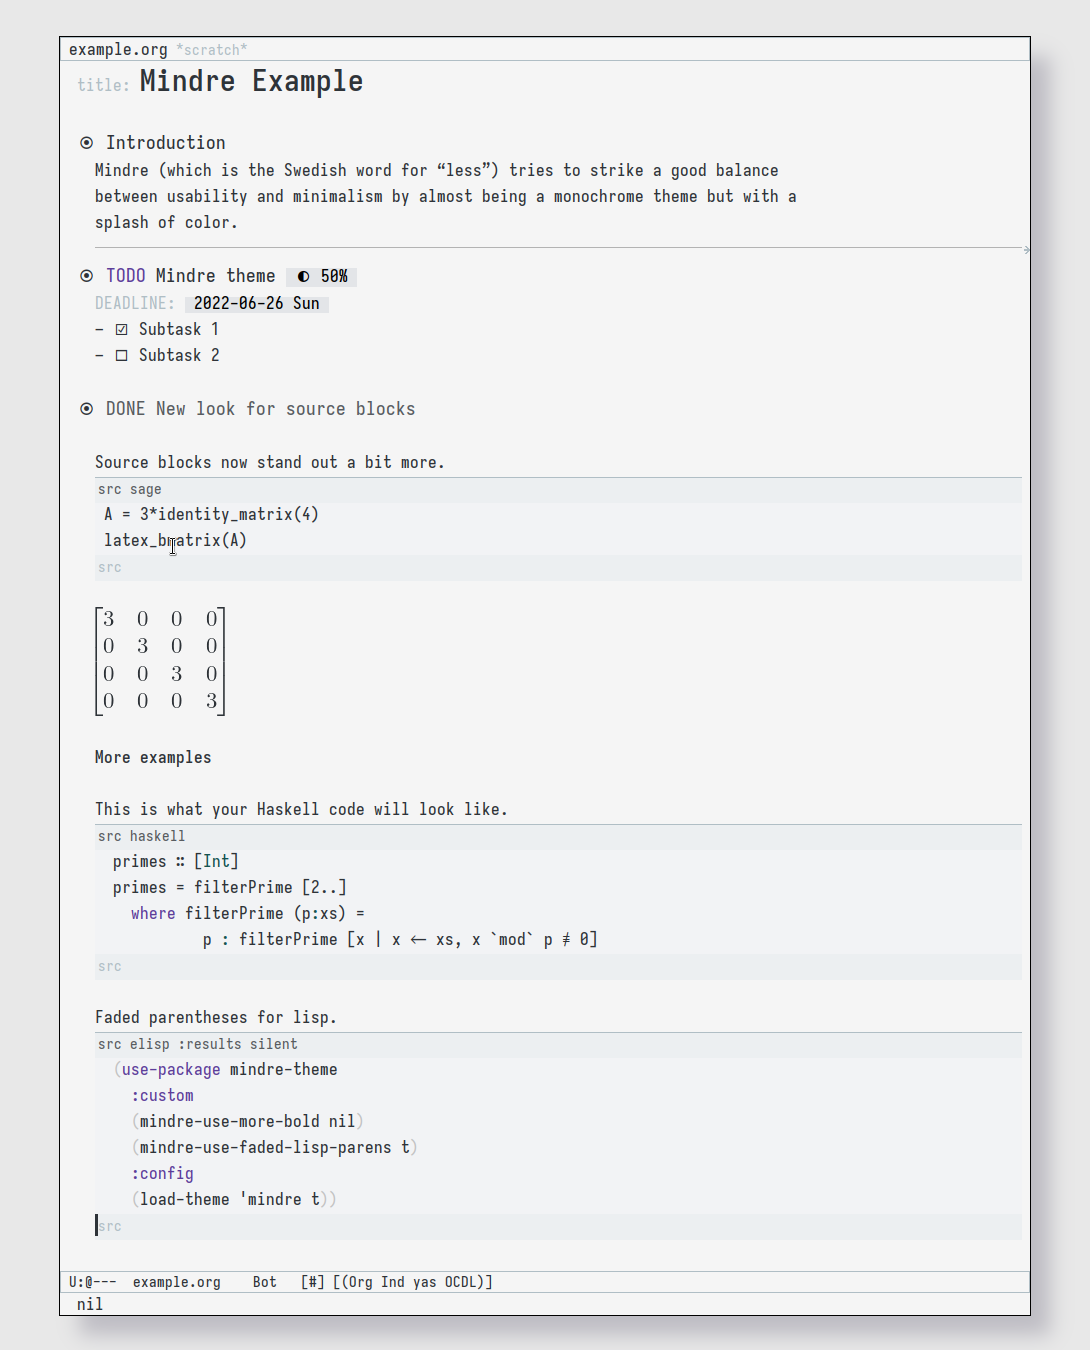 example.org *scratch*
title: Mindre Example
Introduction
Mindre (which is the Swedish word for “less”) tries to strike a good balance
between usability and minimalism by almost being a monochrome theme but with a
splash of color.
TODO Mindre theme ◐ 50%
DEADLINE: 2022-06-26 Sun
– ☑ Subtask 1
– ☐ Subtask 2
DONE New look for source blocks
Source blocks now stand out a bit more.
src sage
A = 3*identity_matrix(4)
latex_bmatrix(A)
src
3 0 0 0
0 3 0 0
0 0 3 0
0 0 0 3
More examples
This is what your Haskell code will look like.
src haskell
primes :: [Int]
primes = filterPrime [2..]
where filterPrime (p:xs) =
p : filterPrime [x | x ← xs, x `mod` p ≢ 0]
src
Faded parentheses for lisp.
src elisp :results silent
(use-package mindre-theme
:custom
(mindre-use-more-bold nil)
(mindre-use-faded-lisp-parens t)
:config
(load-theme 'mindre t))
src
U:@--- example.org Bot [#] [(Org Ind yas OCDL)]
nil